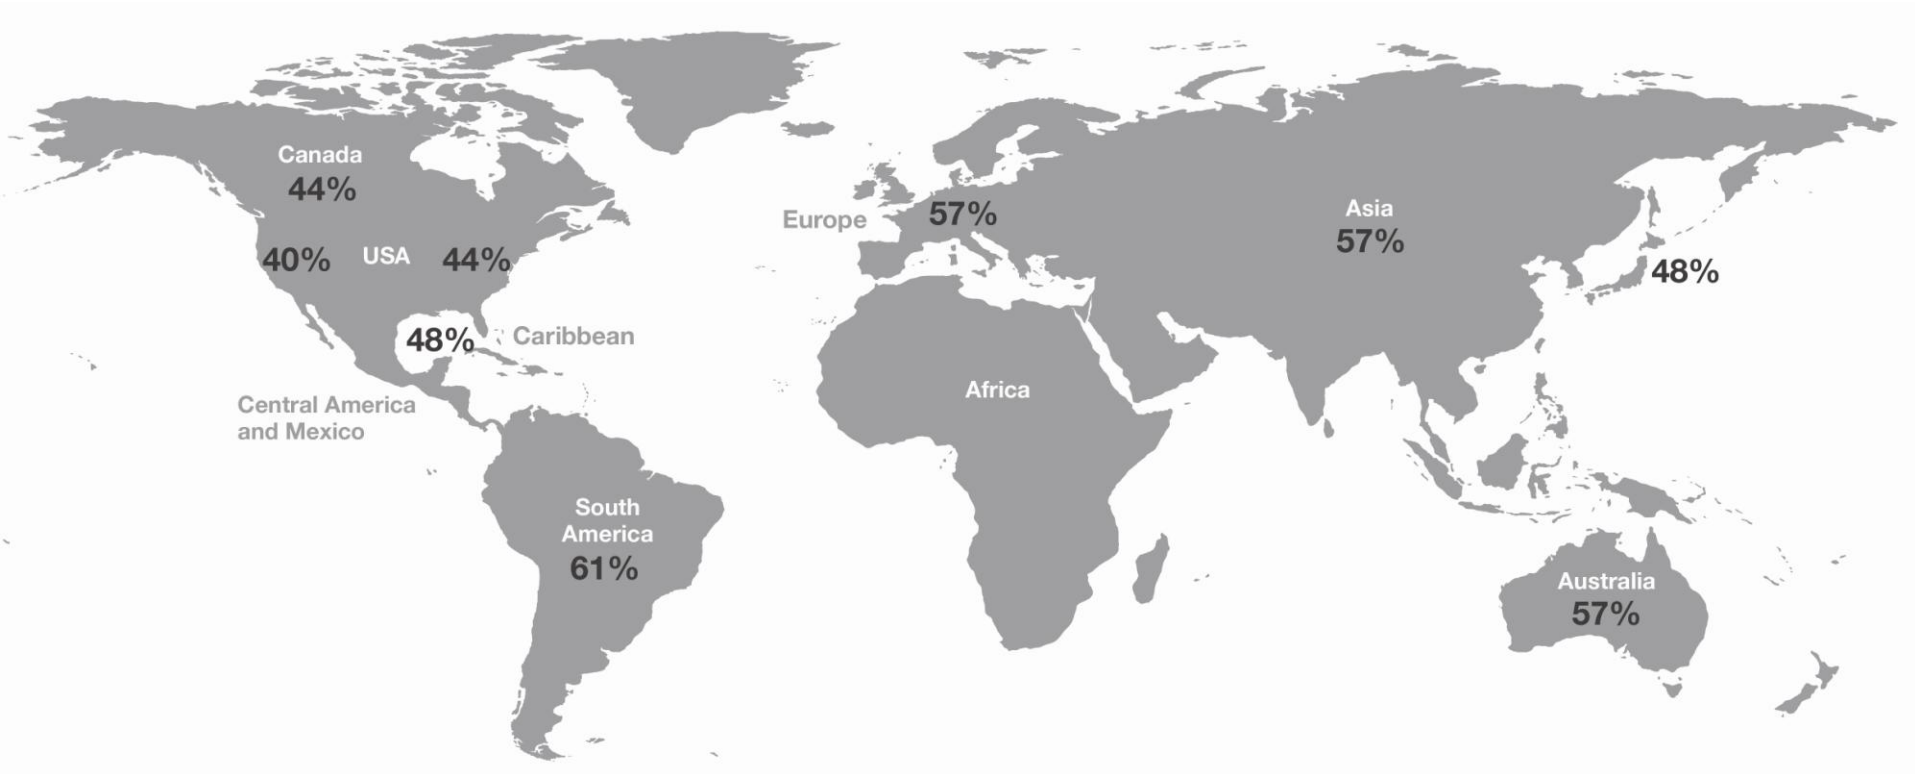 Canada
44%
40%
USA
44%
48%
Caribbean
Central America
and Mexico
South
America
61%
Europe
57%
Africa
Asia
57%
48%
Australia
57%